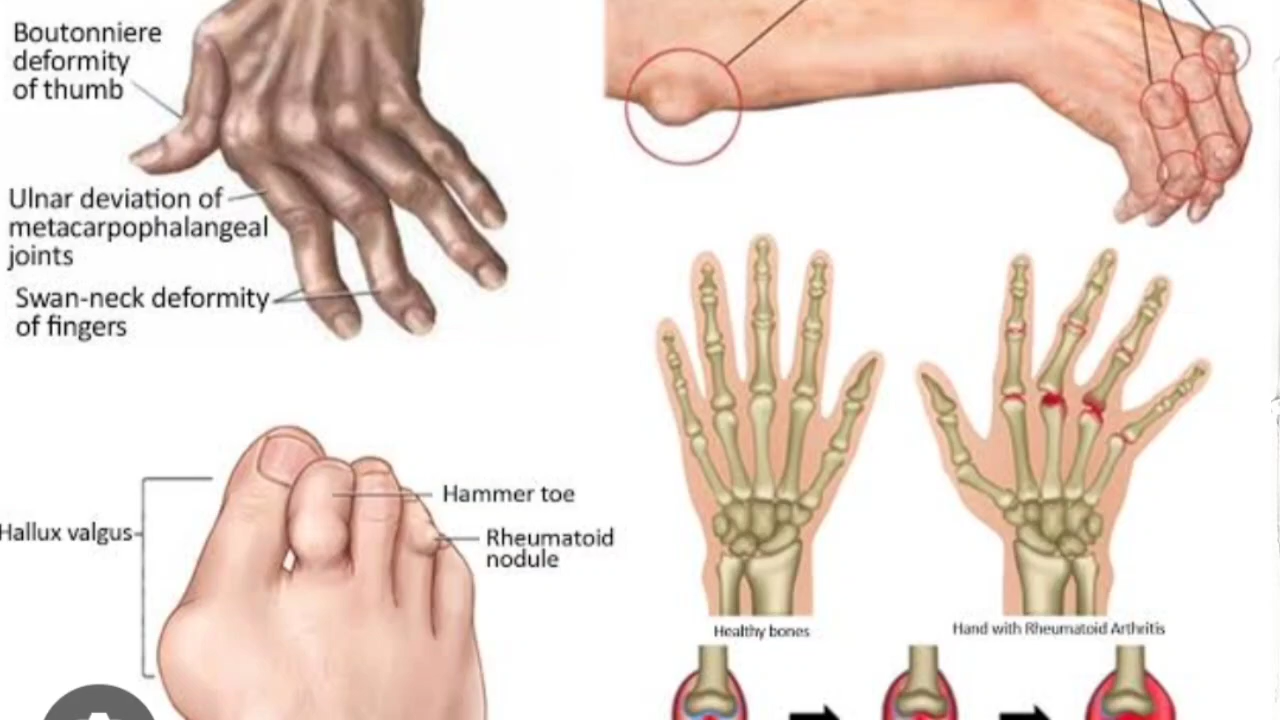 Boutonniere
deformity
of thumb
Ulnar deviation of
metacarpophalangeal
joints
Swan-neck deformity
of fingers
Hallux valgus
Hammer toe
Rheumatoid
nodule
Healthy bones
Hand with Rheumatoid Arthritis